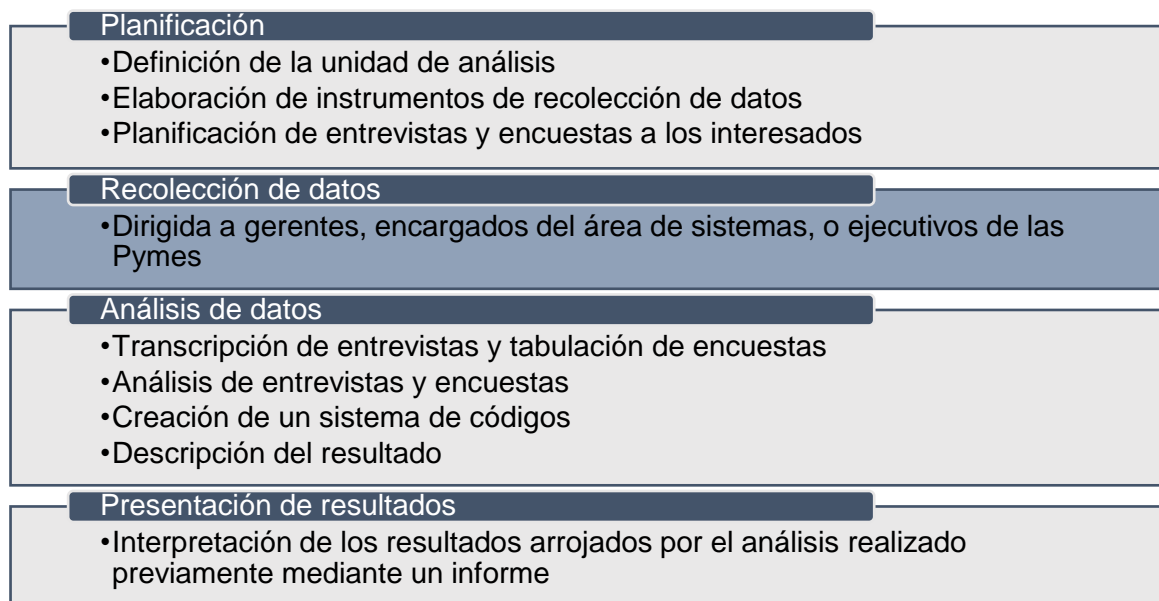 Planificación
•Definición de la unidad de análisis
•Elaboración de instrumentos de recolección de datos
•Planificación de entrevistas y encuestas a los interesados
Recolección de datos
•Dirigida a gerentes, encargados del área de sistemas, o ejecutivos de las
Pymes
Análisis de datos
•Transcripción de entrevistas y tabulación de encuestas
•Análisis de entrevistas y encuestas
•Creación de un sistema de códigos
•Descripción del resultado
Presentación de resultados
•Interpretación de los resultados arrojados por el análisis realizado
previamente mediante un informe